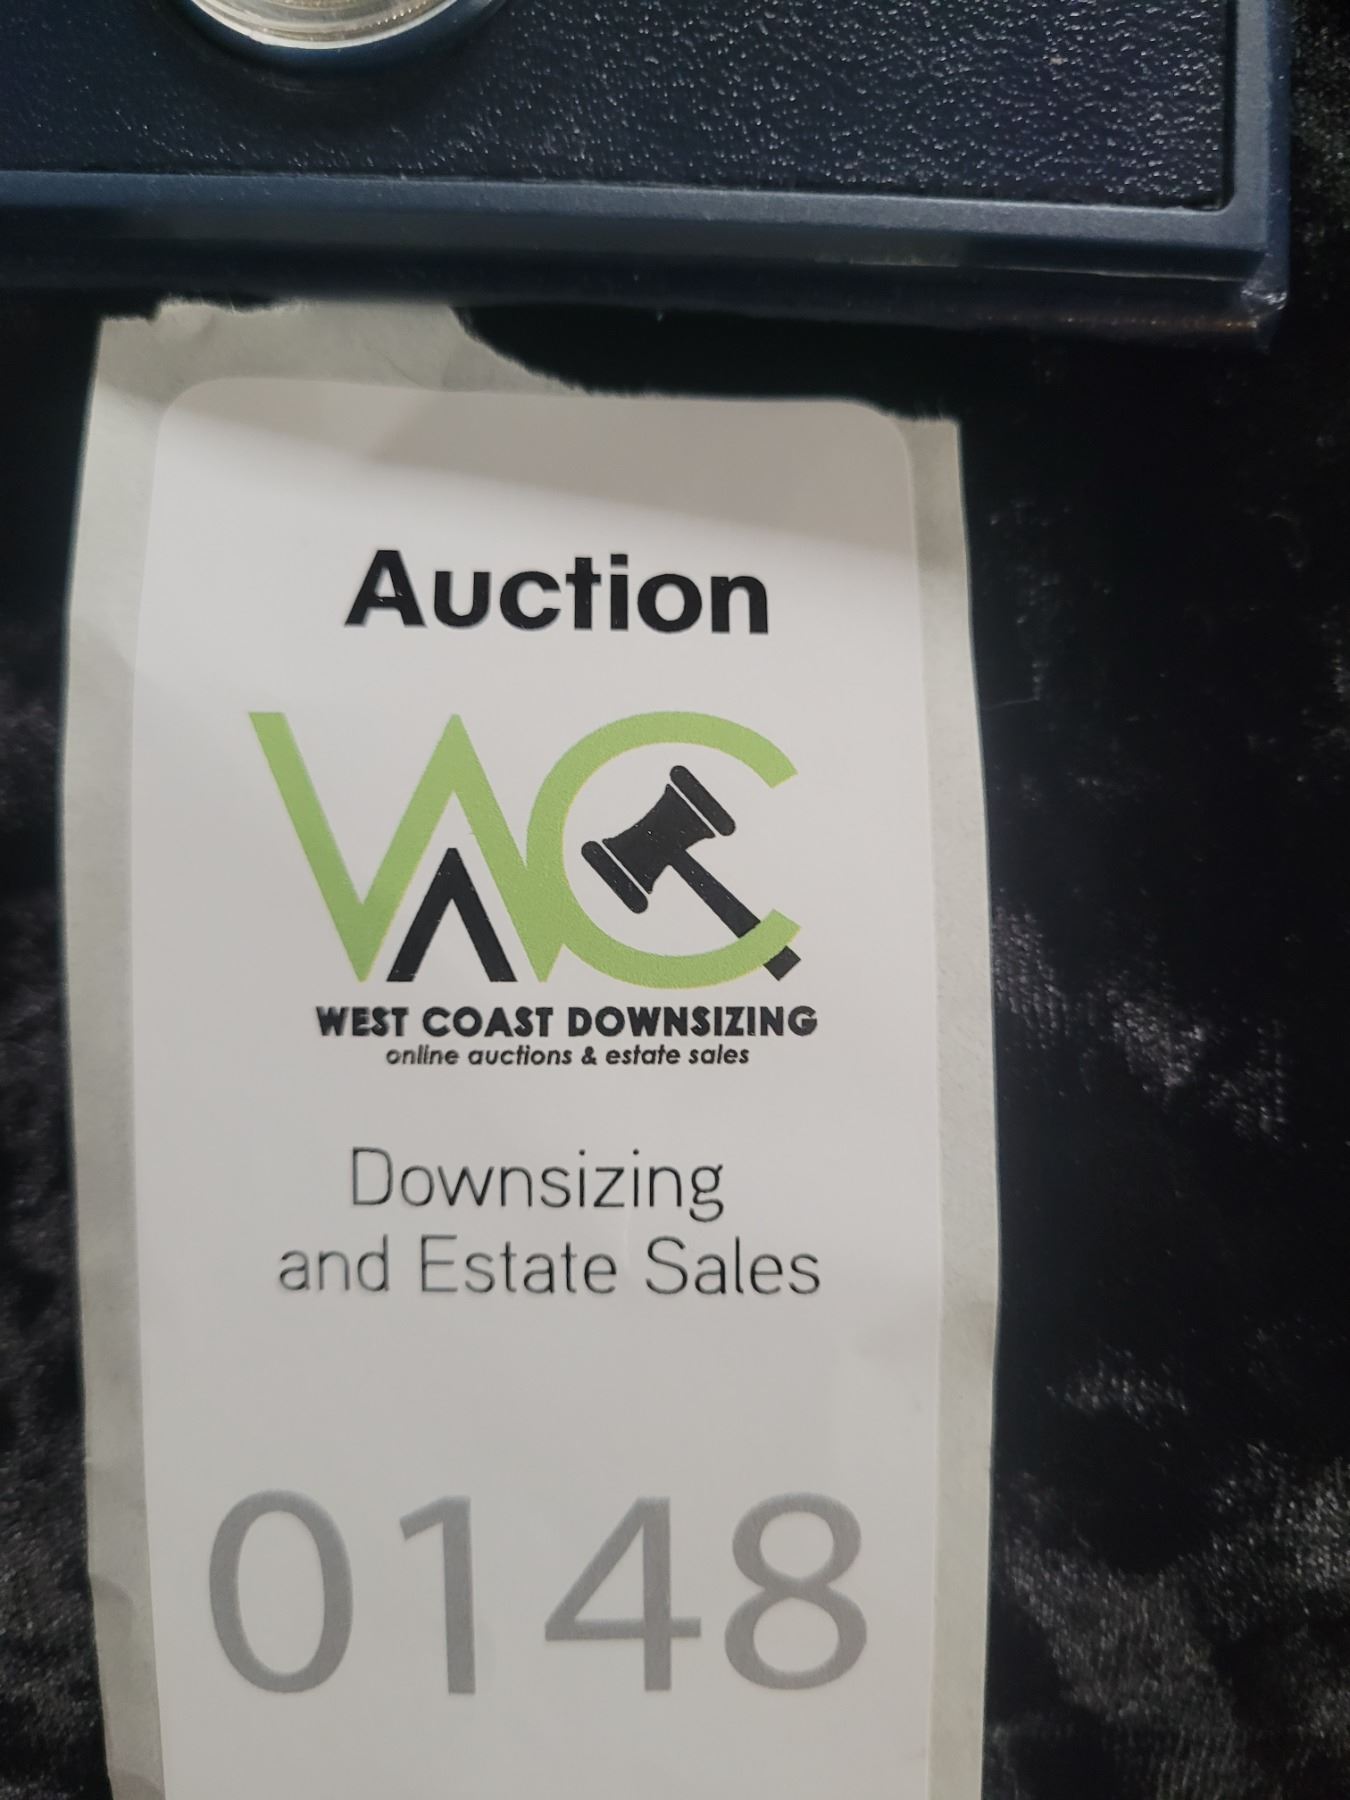 Auction
WC
WEST COAST DOWNSIZING
online auctions & estate sales
Downsizing
and Estate Sales
0148